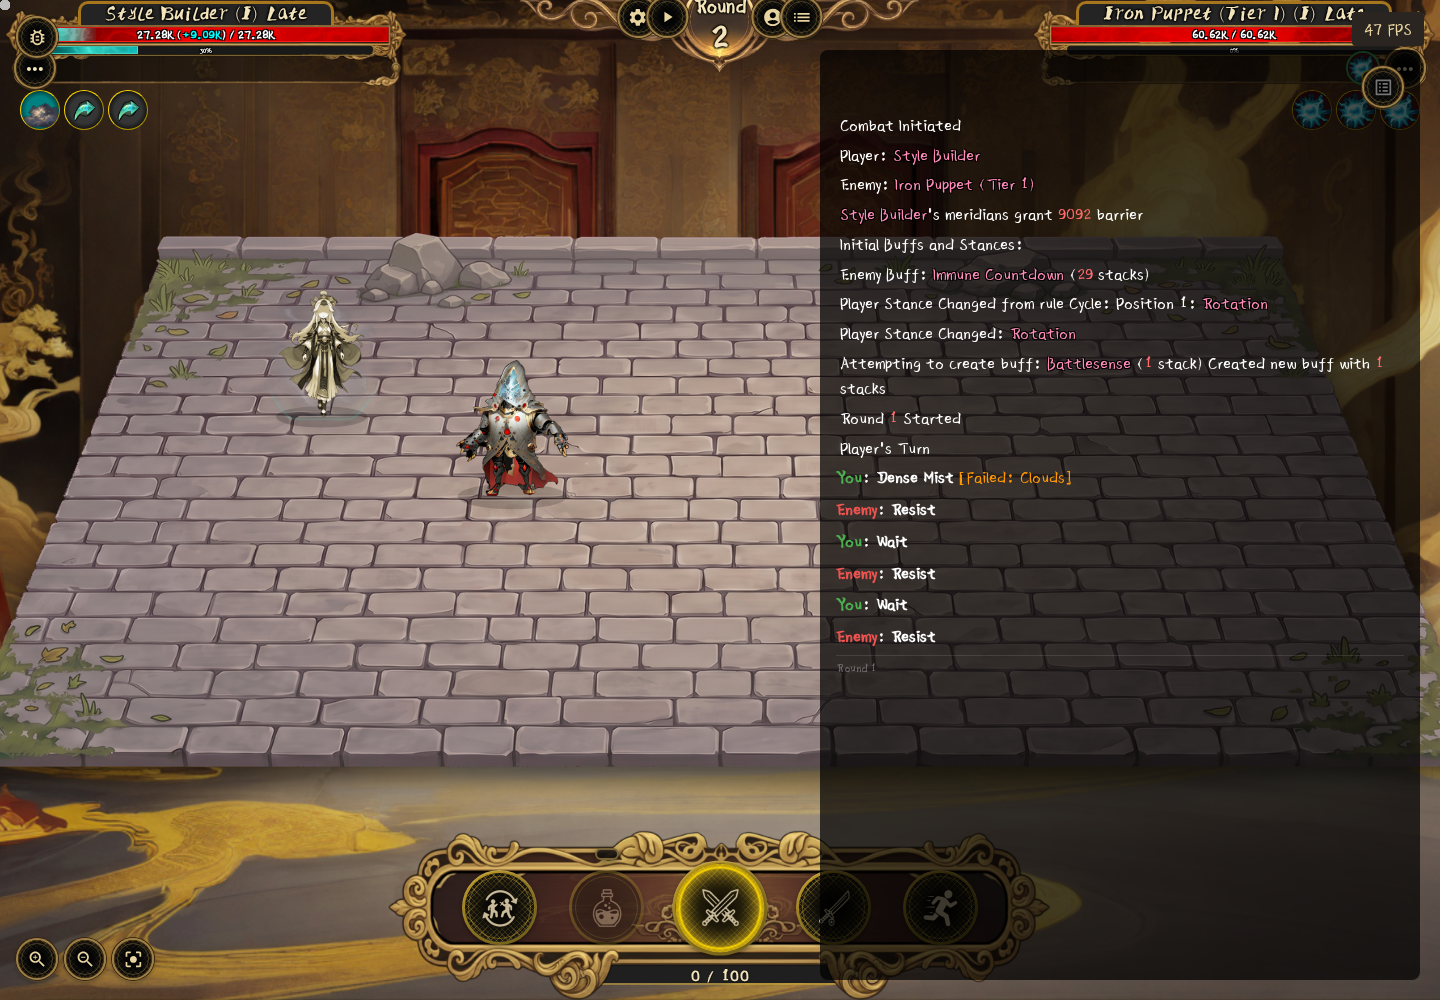 Style Builder (I) Late
27.28K (+9.09K) / 27.28K
30%
Round
2
Iron Puppet (Tier 1) (I) Late
60.62K / 60.62K
47 FPS
Combat Initiated
Player: Style Builder
Enemy: Iron Puppet (Tier 1)
Style Builder's meridians grant 9092 barrier
Initial Buffs and Stances:
Enemy Buff: Immune Countdown (29 stacks)
Player Stance Changed from rule Cycle: Position 1: Rotation
Player Stance Changed: Rotation
Attempting to create buff: Battlesense (1 stack) Created new buff with 1
stacks
Round 1 Started
Player's Turn
You: Dense Mist [Failed: Clouds]
Enemy: Resist
You: Wait
Enemy: Resist
You: Wait
Enemy: Resist
Round 1
0 / 100